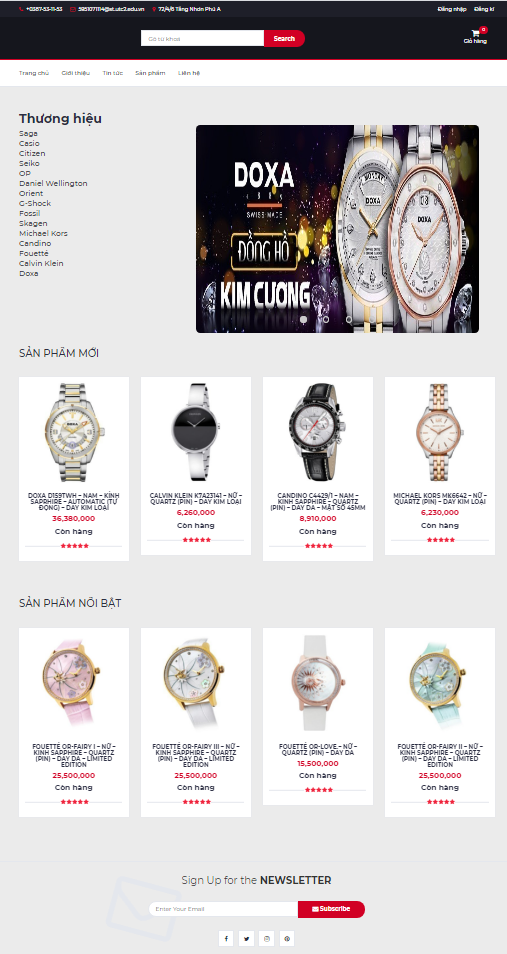 +0387-53-11-53 5951071114@st.utc2.edu.vn 72/4/6 Tăng Nhơn Phú A Đăng nhập Đăng kí
Gõ từ khoá Search 0
Giỏ hàng
Trang chủ Giới thiệu Tin tức Sản phẩm Liên hệ
Thương hiệu
Saga
Casio
Citizen
Seiko
OP
Daniel Wellington
Orient
G-Shock
Fossil
Skagen
Michael Kors
Candino
Fouetté
Calvin Klein
Doxa
DOXA
SWISS MADE
ĐỒNG HỒ
KIM CƯƠNG
SẢN PHẨM MỚI
DOXA D159TWH – NAM – KÍNH
SAPPHIRE – AUTOMATIC (TỰ
ĐỘNG) – DÂY KIM LOẠI
36,380,000
Còn hàng
CALVIN KLEIN K7A23141 – NỮ –
QUARTZ (PIN) – DÂY KIM LOẠI
6,260,000
Còn hàng
CANDINO C4429/1 – NAM –
KÍNH SAPPHIRE – QUARTZ
(PIN) – DÂY DA – MẶT SỐ 45MM
8,910,000
Còn hàng
MICHAEL KORS MK6642 – NỮ –
QUARTZ (PIN) – DÂY KIM LOẠI
6,230,000
Còn hàng
SẢN PHẨM NỔI BẬT
FOUETTÉ OR-FAIRY I – NỮ –
KÍNH SAPPHIRE – QUARTZ
(PIN) – DÂY DA – LIMITED
EDITION
25,500,000
Còn hàng
FOUETTÉ OR-FAIRY III – NỮ –
KÍNH SAPPHIRE – QUARTZ
(PIN) – DÂY DA – LIMITED
EDITION
25,500,000
Còn hàng
FOUETTÉ OR-LOVE – NỮ –
QUARTZ (PIN) – DÂY DA
15,500,000
Còn hàng
FOUETTÉ OR-FAIRY II – NỮ –
KÍNH SAPPHIRE – QUARTZ
(PIN) – DÂY DA – LIMITED
EDITION
25,500,000
Còn hàng
Sign Up for the NEWSLETTER
Enter Your Email Subscribe